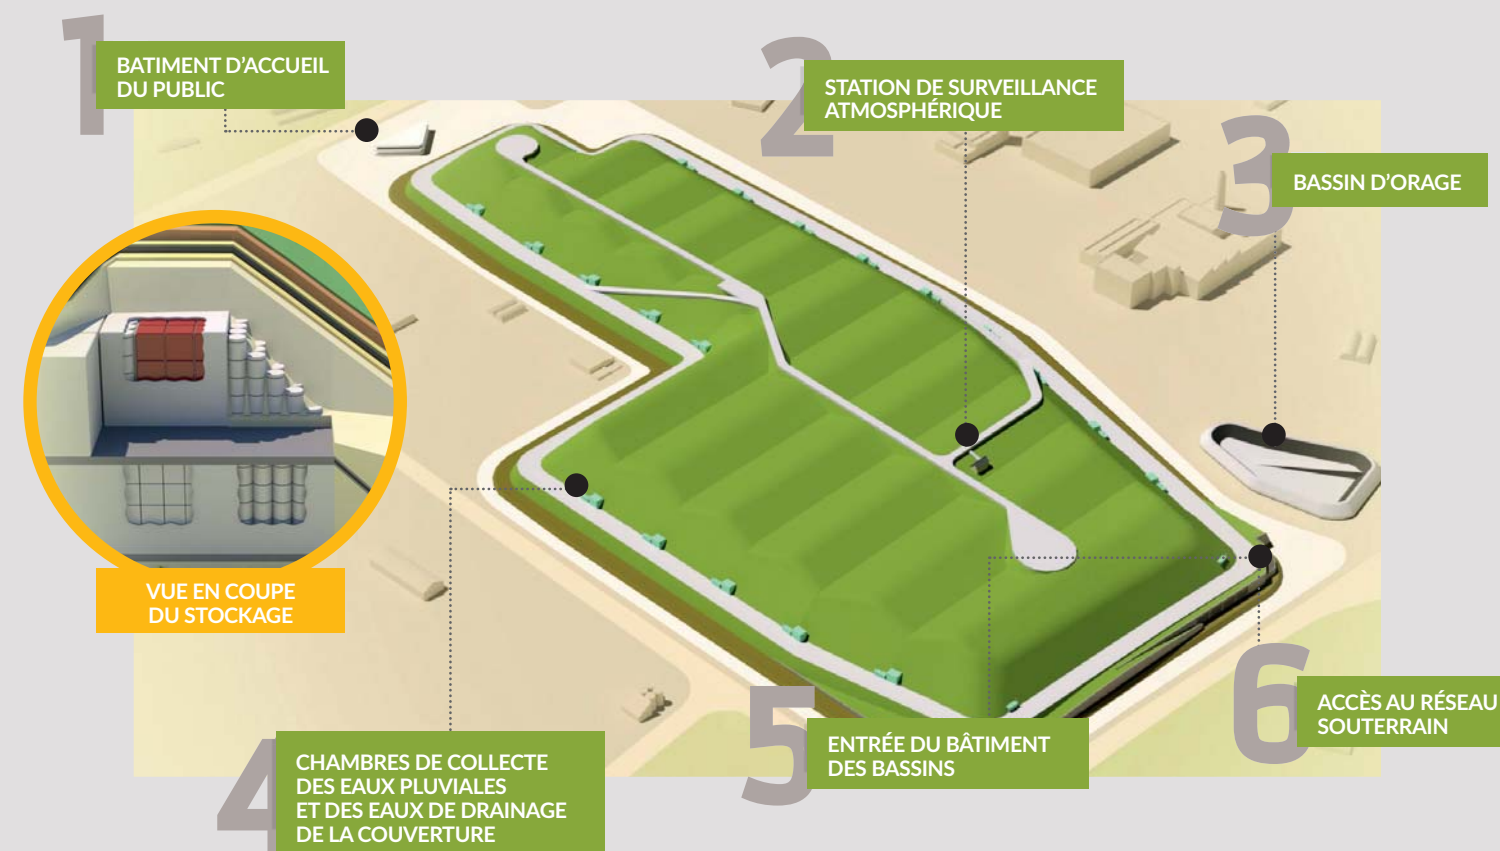 1
BATIMENT D'ACCUEIL
DU PUBLIC
2
STATION DE SURVEILLANCE
ATMOSPHÉRIQUE
3
BASSIN D'ORAGE
VUE EN COUPE
DU STOCKAGE
4
CHAMBRES DE COLLECTE
DES EAUX PLUVIALES
ET DES EAUX DE DRAINAGE
DE LA COUVERTURE
5
ENTRÉE DU BÂTIMENT
DES BASSINS
6
ACCÈS AU RÉSEAU
SOUTERRAIN